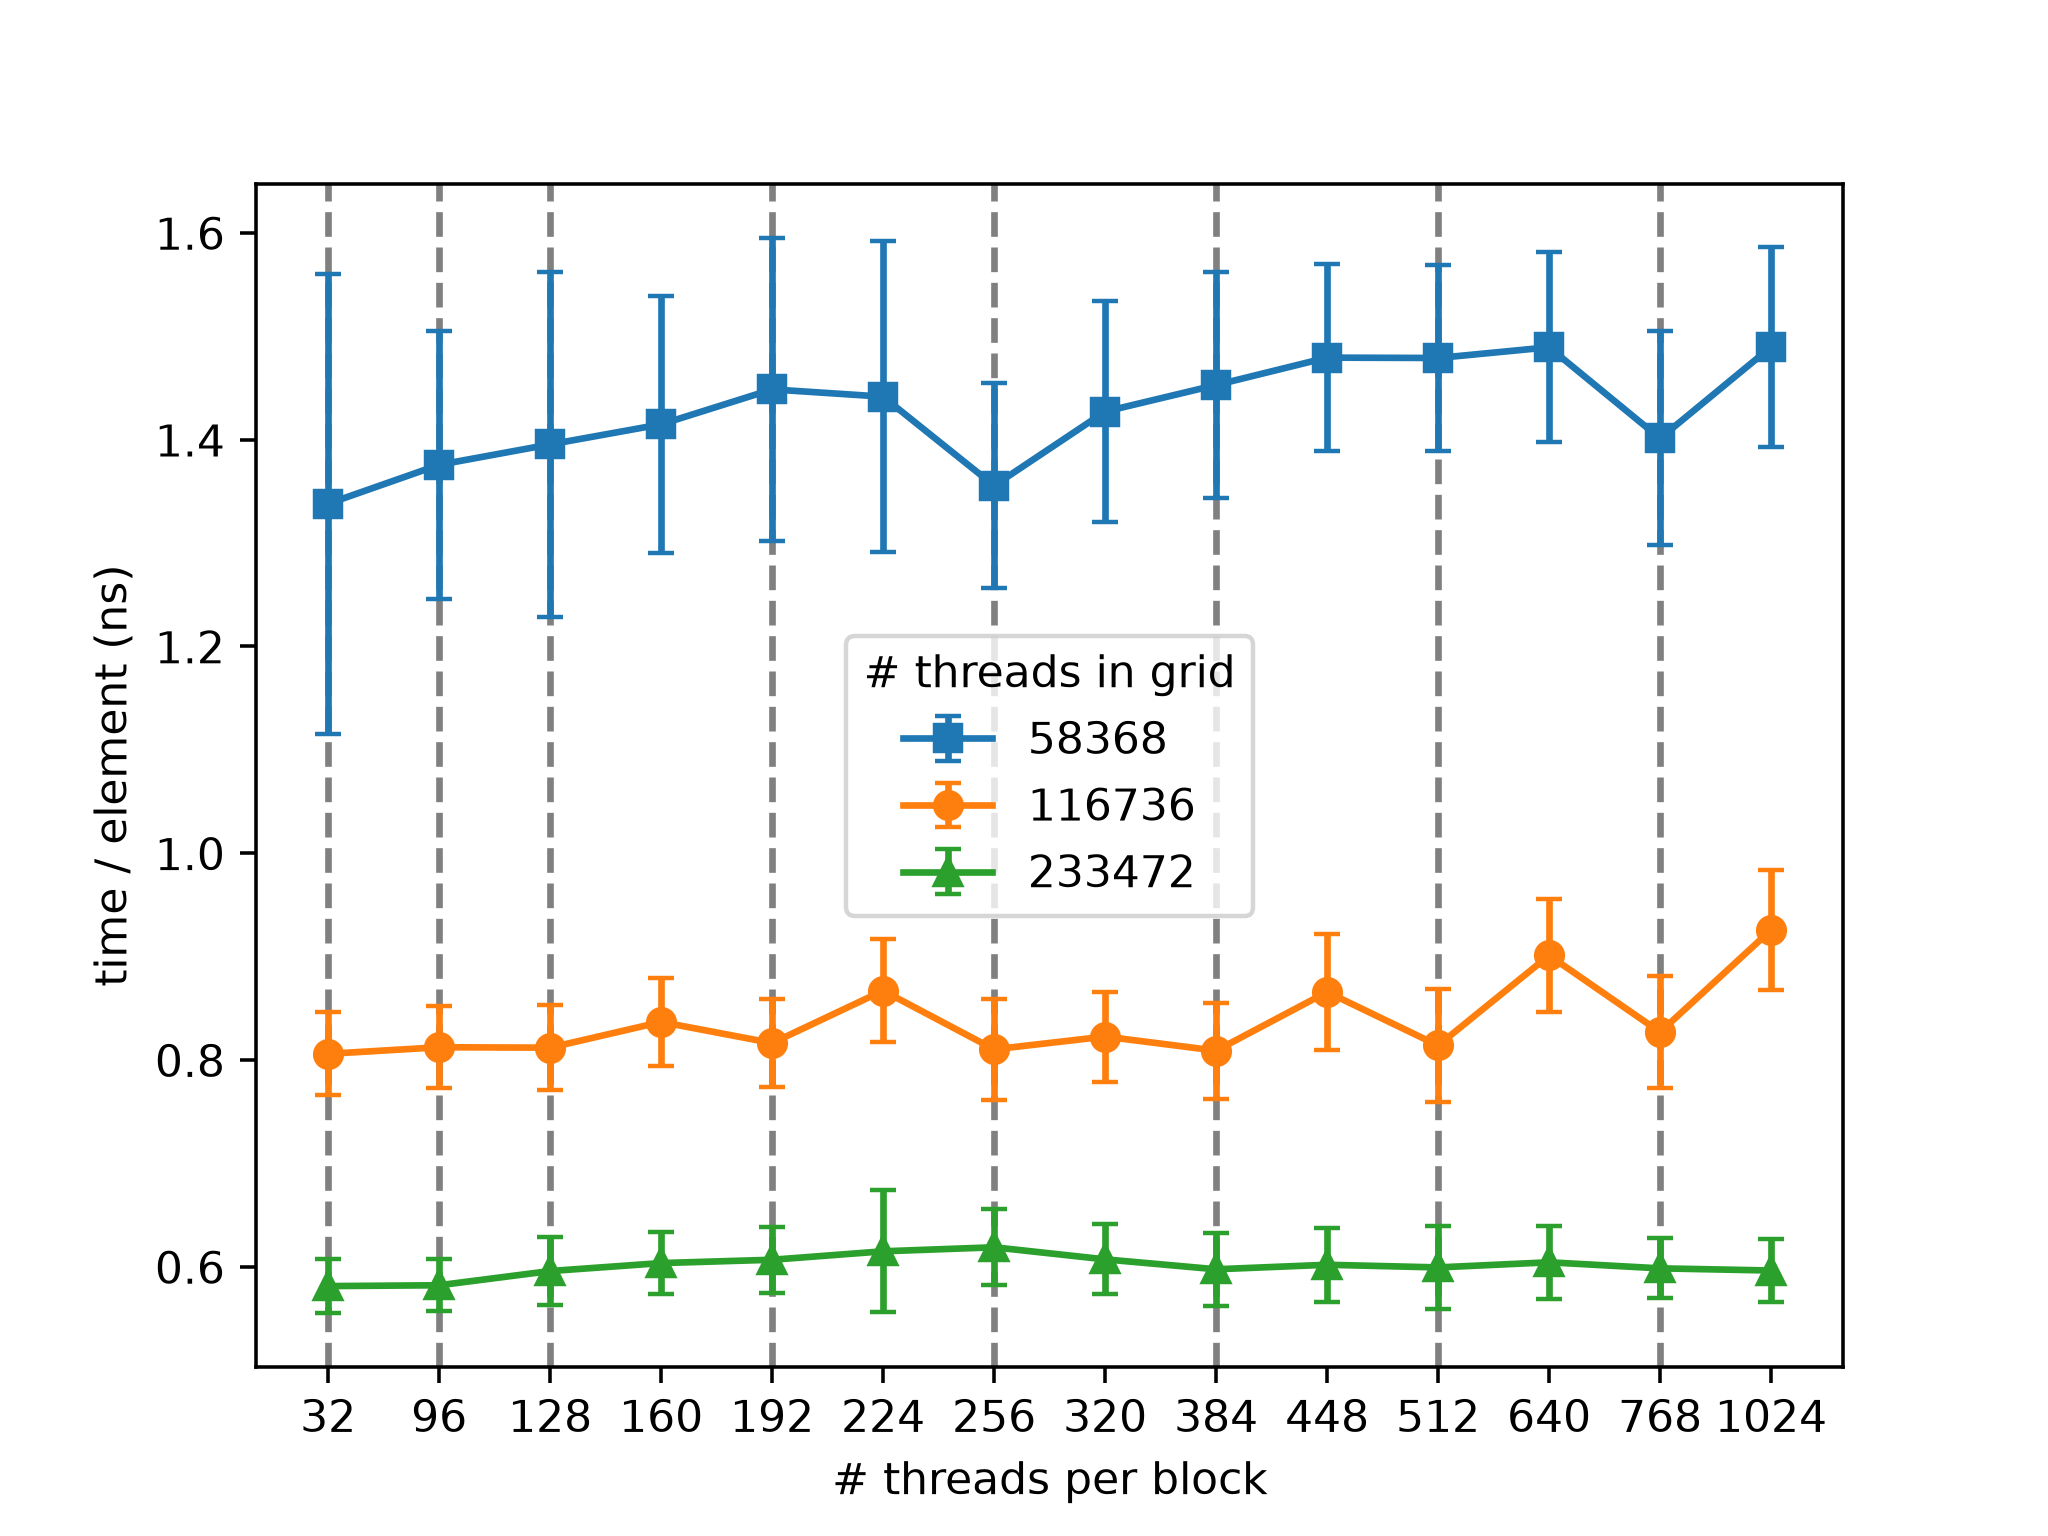 1.6
1.4
1.2
1.0
0.8
0.6
time / element (ns)
# threads in grid
58368
116736
233472
32 96 128 160 192 224 256 320 384 448 512 640 768 1024
# threads per block